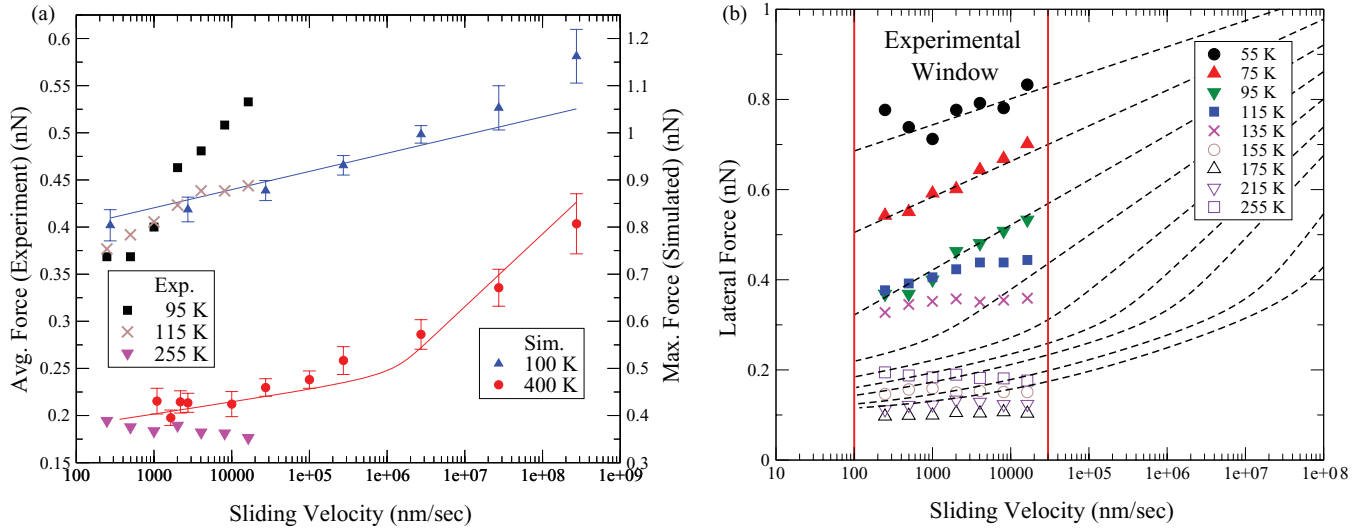 (a)
Avg. Force (Experiment) (nN)
0.6
0.55
0.5
0.45
0.4
0.35
0.3
0.25
0.2
0.15
Exp.
95 K
115 K
255 K
Sim.
100 K
400 K
1.2
1.1
1
0.9
0.8
0.7
0.6
0.5
0.4
0.3
Max. Force (Simulated) (nN)
100 1000 10000 1e+05 1e+06 1e+07 1e+08 1e+09
Sliding Velocity (nm/sec)
(b)
Lateral Force (nN)
1
0.8
0.6
0.4
0.2
0
Experimental
Window
55 K
75 K
95 K
115 K
135 K
155 K
175 K
215 K
255 K
10 100 1000 10000 1e+05 1e+06 1e+07 1e+08
Sliding Velocity (nm/sec)